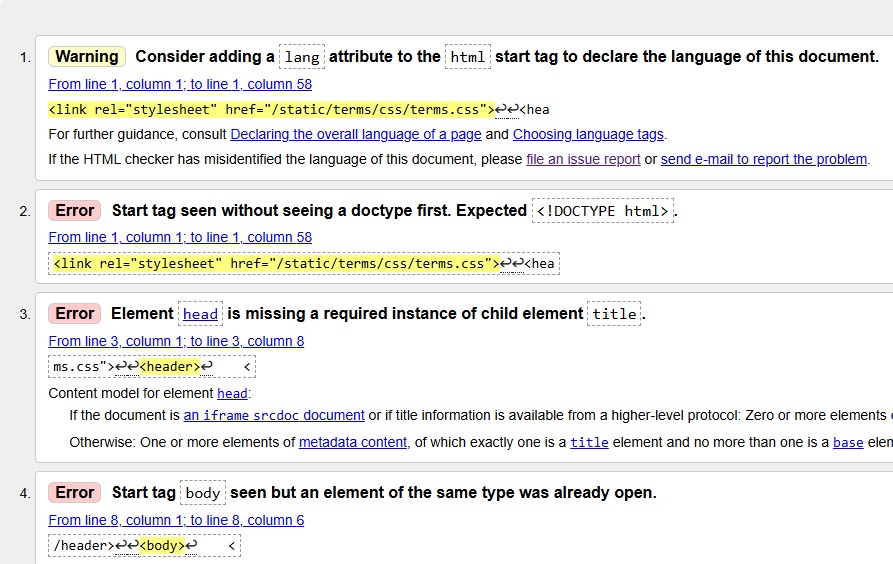 1. Warning Consider adding a lang attribute to the html start tag to declare the language of this document.
From line 1, column 1; to line 1, column 58
<link rel="stylesheet" href="/static/terms/css/terms.css">↩↩<hea
For further guidance, consult Declaring the overall language of a page and Choosing language tags.
If the HTML checker has misidentified the language of this document, please file an issue report or send e-mail to report the problem.
2. Error Start tag seen without seeing a doctype first. Expected <!DOCTYPE html>.
From line 1, column 1; to line 1, column 58
<link rel="stylesheet" href="/static/terms/css/terms.css">↩↩<hea
3. Error Element head is missing a required instance of child element title.
From line 3, column 1; to line 3, column 8
ms.css">↩↩<header>↩    <
Content model for element head:
If the document is an iframe srcdoc document or if title information is available from a higher-level protocol: Zero or more elements
Otherwise: One or more elements of metadata content, of which exactly one is a title element and no more than one is a base elem
4. Error Start tag body seen but an element of the same type was already open.
From line 8, column 1; to line 8, column 6
/header>↩↩<body>↩    <